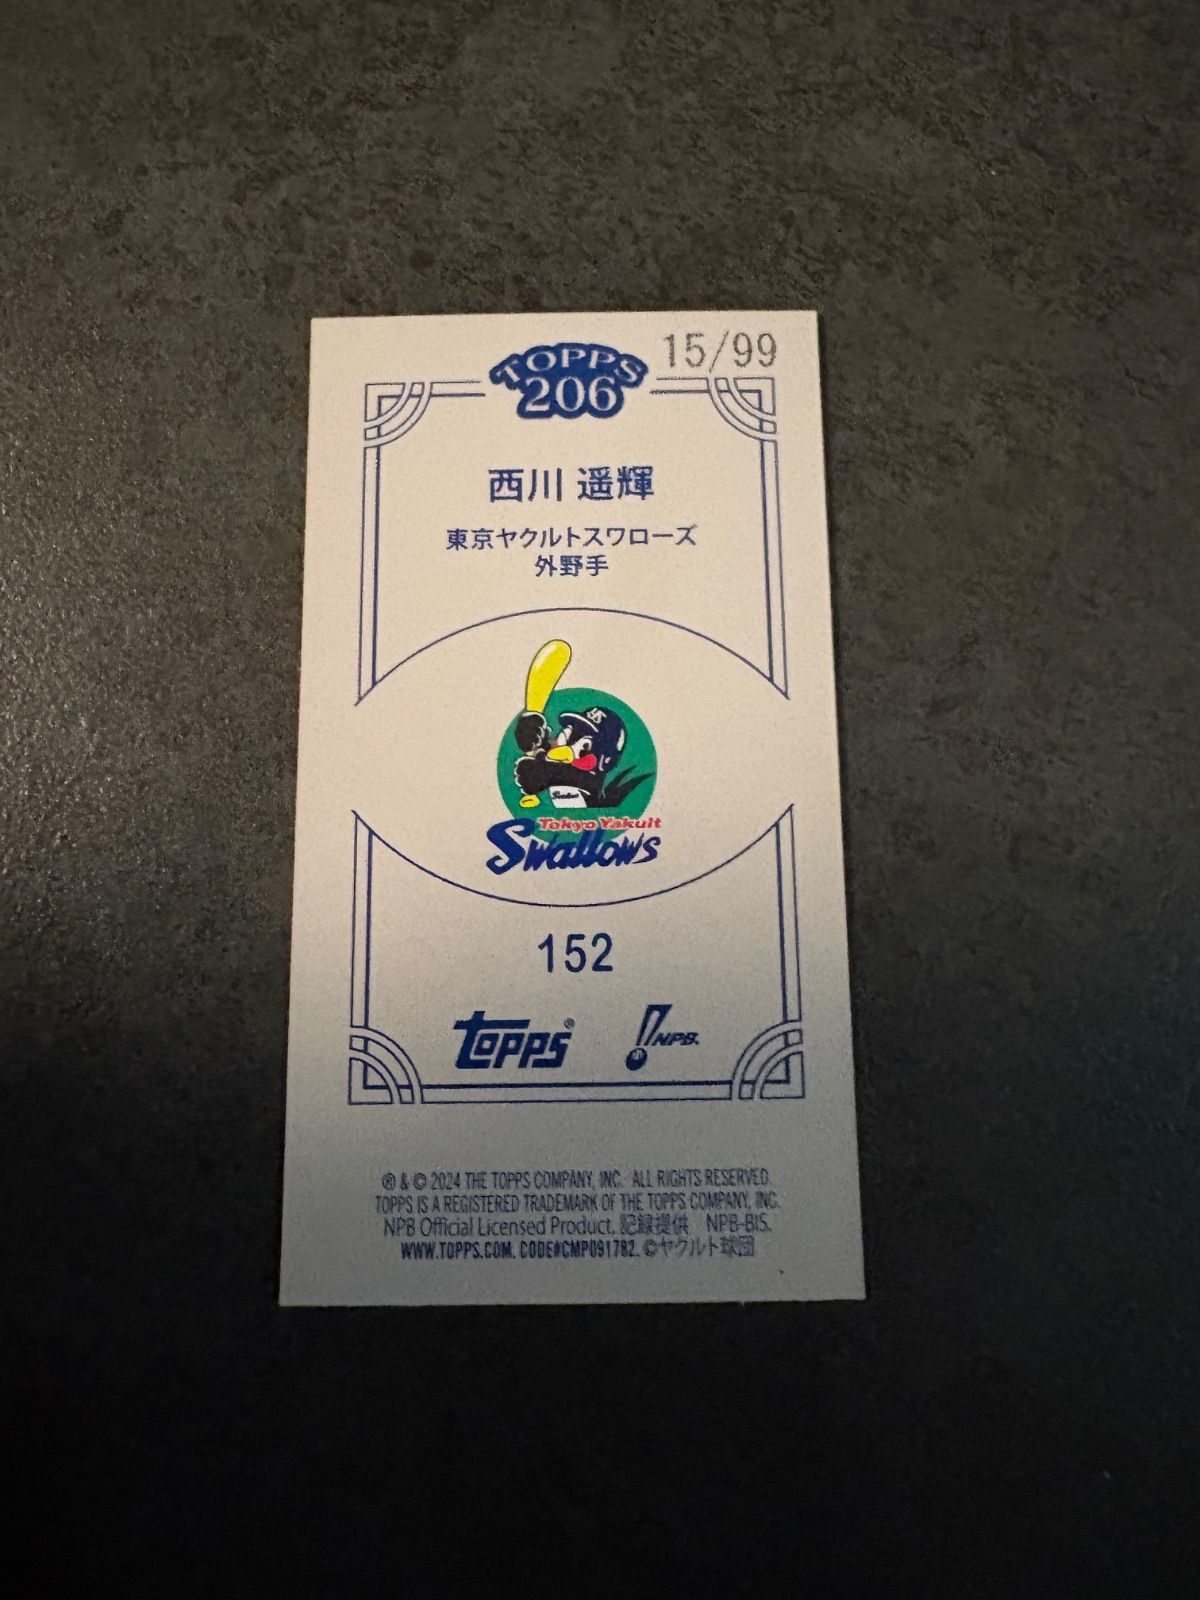 TOPPS
206
15/99
西川 遥輝
東京ヤクルトスワローズ
外野手
Tokyo Yakult
Swallows
152
topps®
NPB.
® & © 2024 THE TOPPS COMPANY, INC. ALL RIGHTS RESERVED.
TOPPS IS A REGISTERED TRADEMARK OF THE TOPPS COMPANY, INC.
NPB Official Licensed Product. 記録提供 NPB-BIS.
WWW.TOPPS.COM. CODE#CMP091782. ©ヤクルト球団